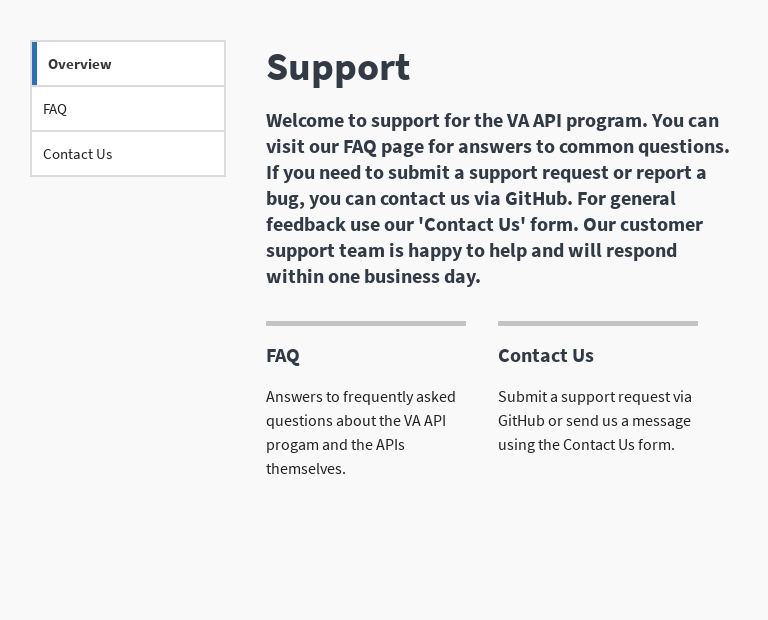 Overview
FAQ
Contact Us
Support
Welcome to support for the VA API program. You can
visit our FAQ page for answers to common questions.
If you need to submit a support request or report a
bug, you can contact us via GitHub. For general
feedback use our 'Contact Us' form. Our customer
support team is happy to help and will respond
within one business day.
FAQ
Answers to frequently asked
questions about the VA API
progam and the APIs
themselves.
Contact Us
Submit a support request via
GitHub or send us a message
using the Contact Us form.